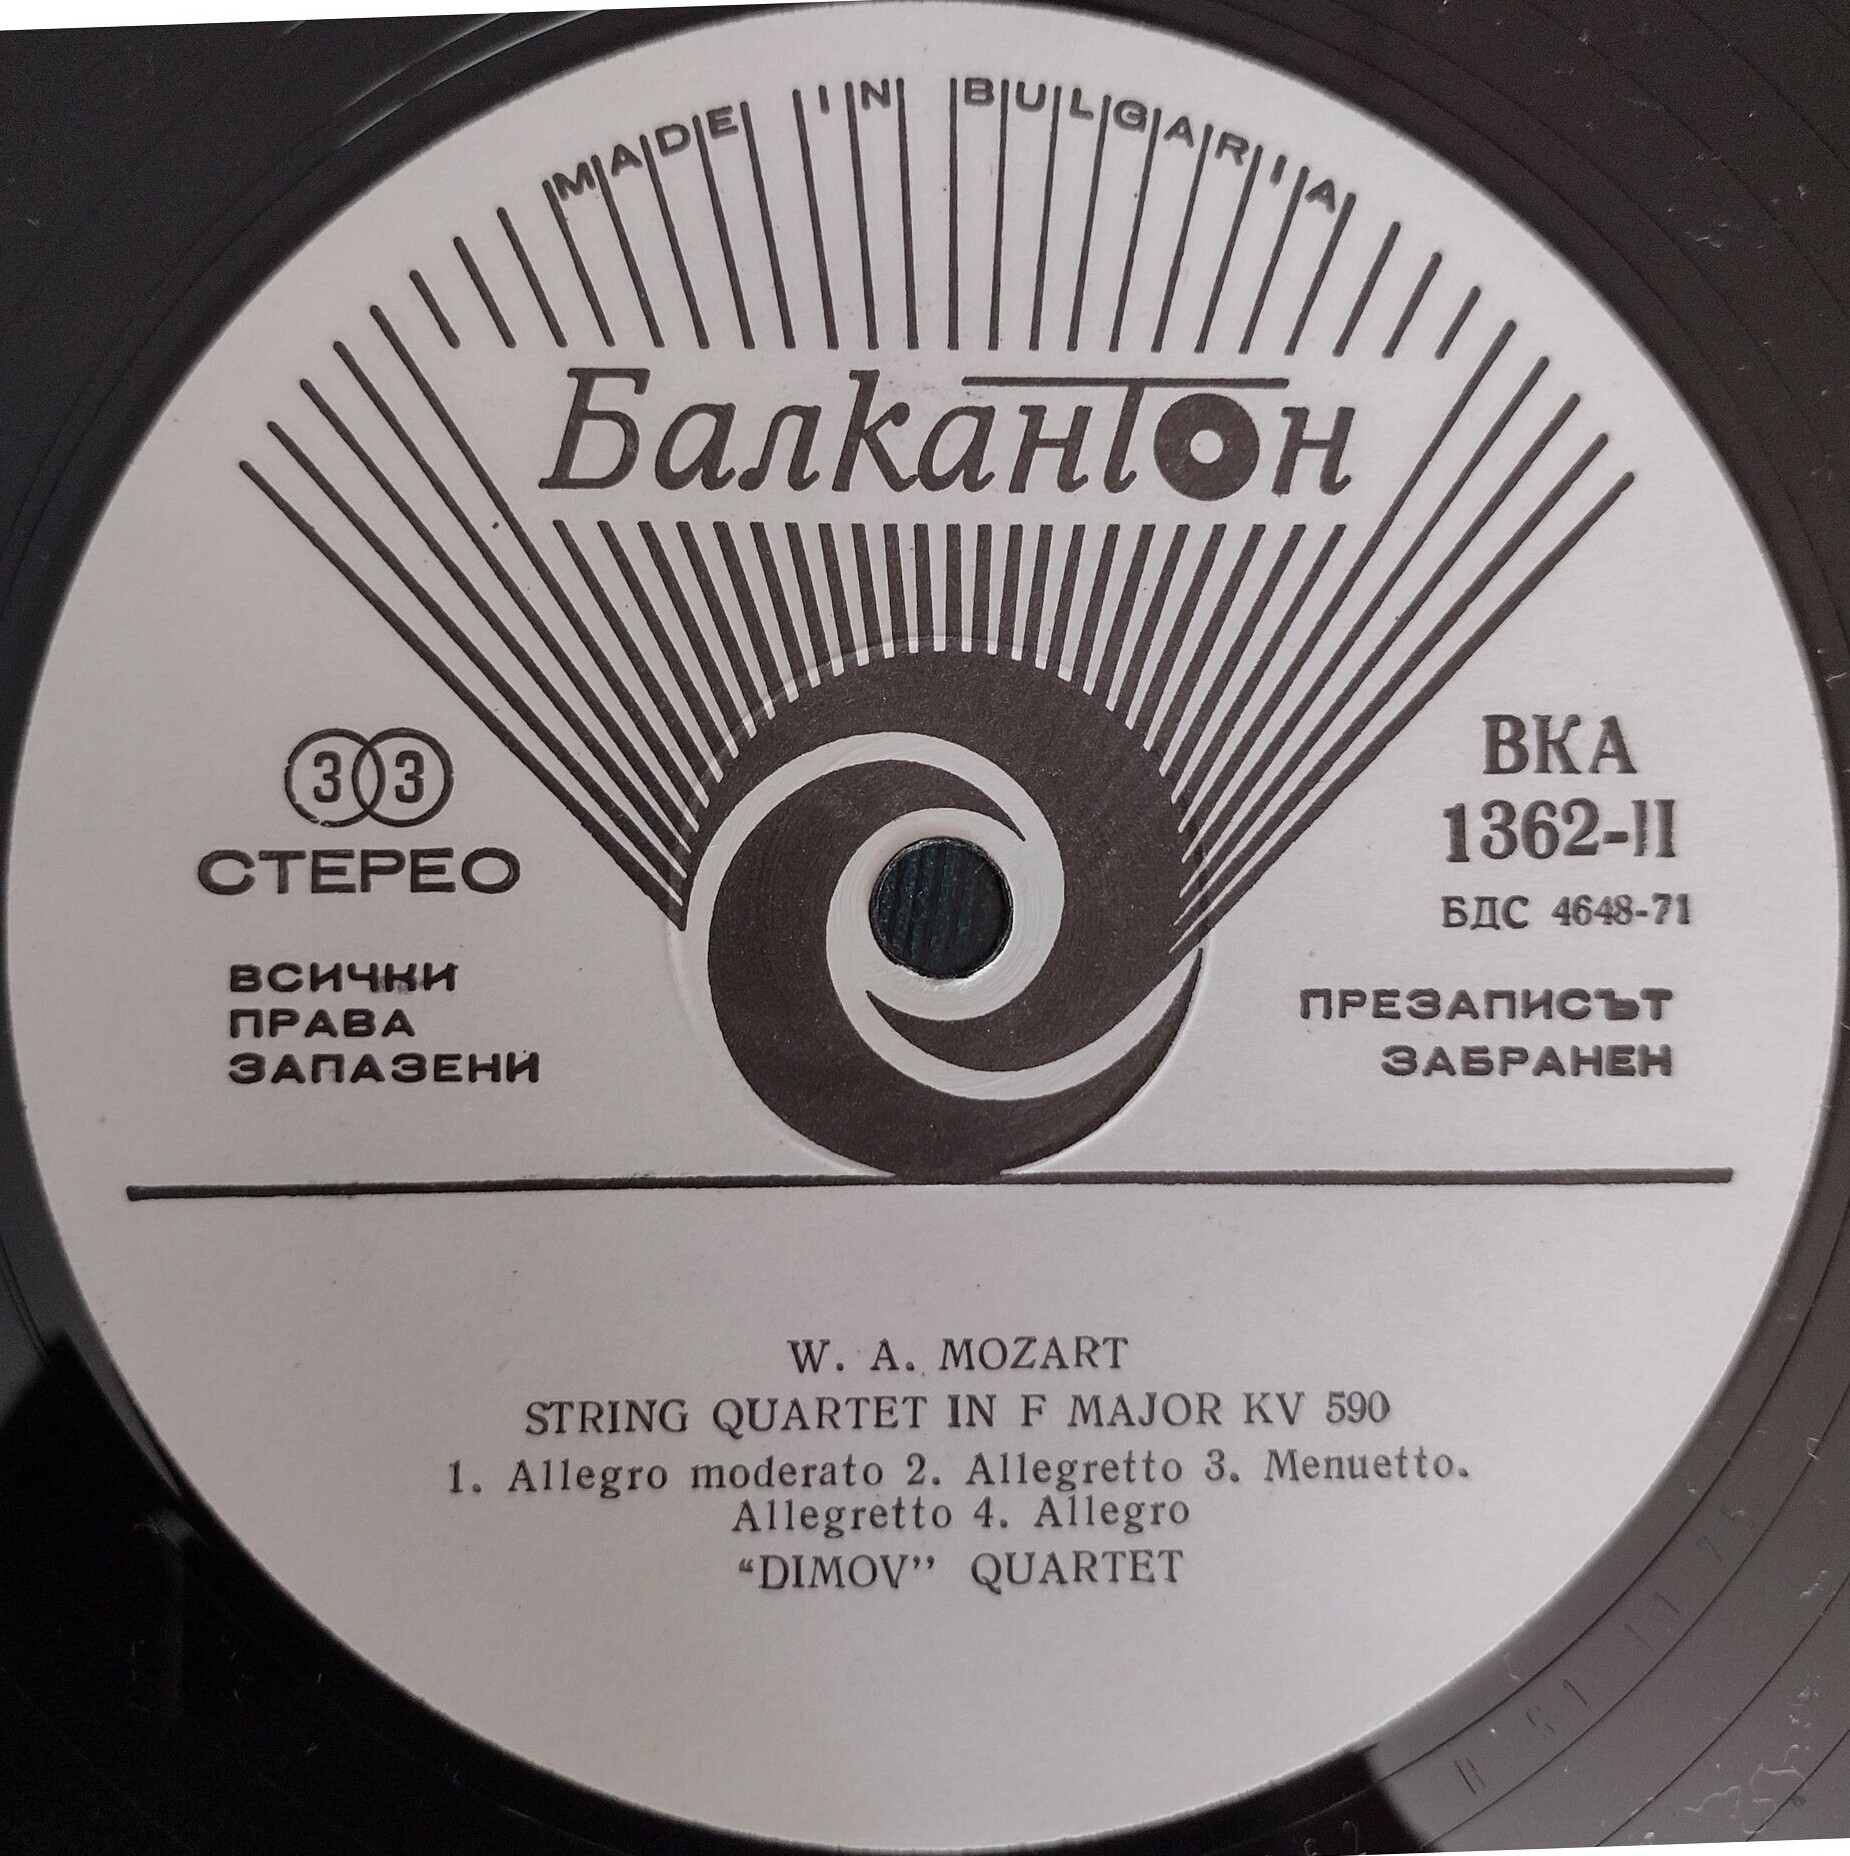 MADE IN BULGARIA
Балкантон
33
СТЕРЕО
ВСИЧКИ
ПРАВА
ЗАПАЗЕНИ
ВКА
1362-II
БДС 4648-71
ПРЕЗАПИСЪТ
ЗАБРАНЕН
W. A. MOZART
STRING QUARTET IN F MAJOR KV 590
1. Allegro moderato 2. Allegretto 3. Menuetto.
Allegretto 4. Allegro
“DIMOV” QUARTET